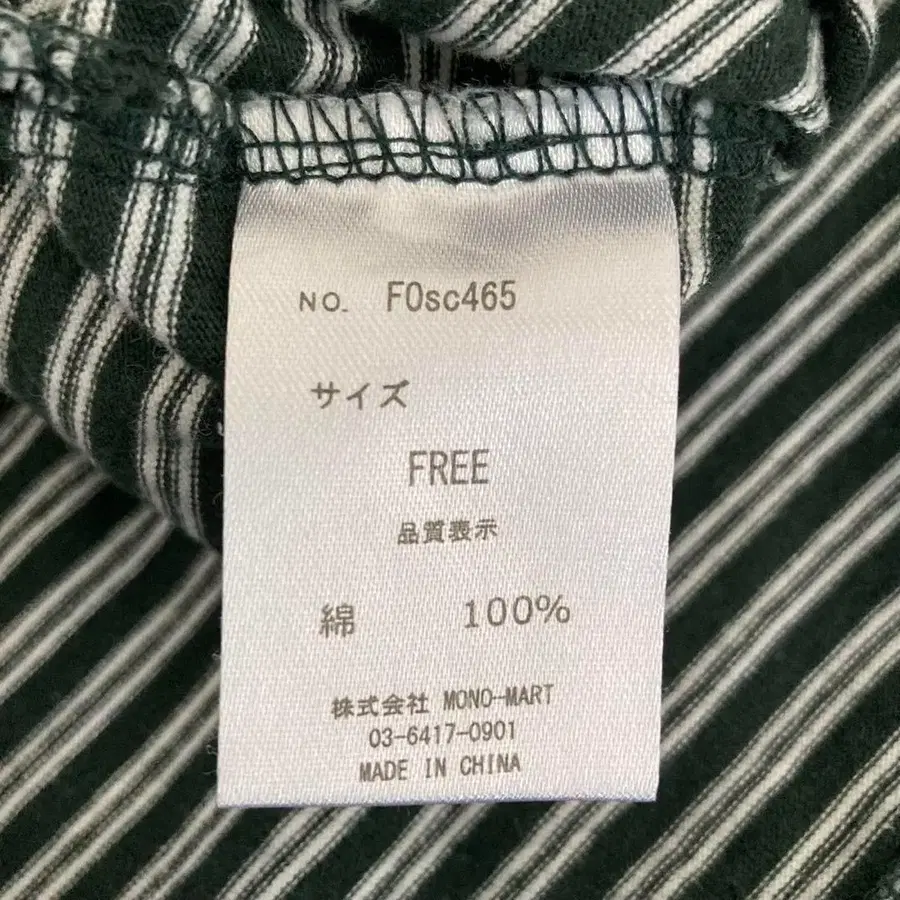 NO. F0sc465
サイズ
FREE
品質表示
綿 100%
株式会社 MONO-MART
03-6417-0901
MADE IN CHINA